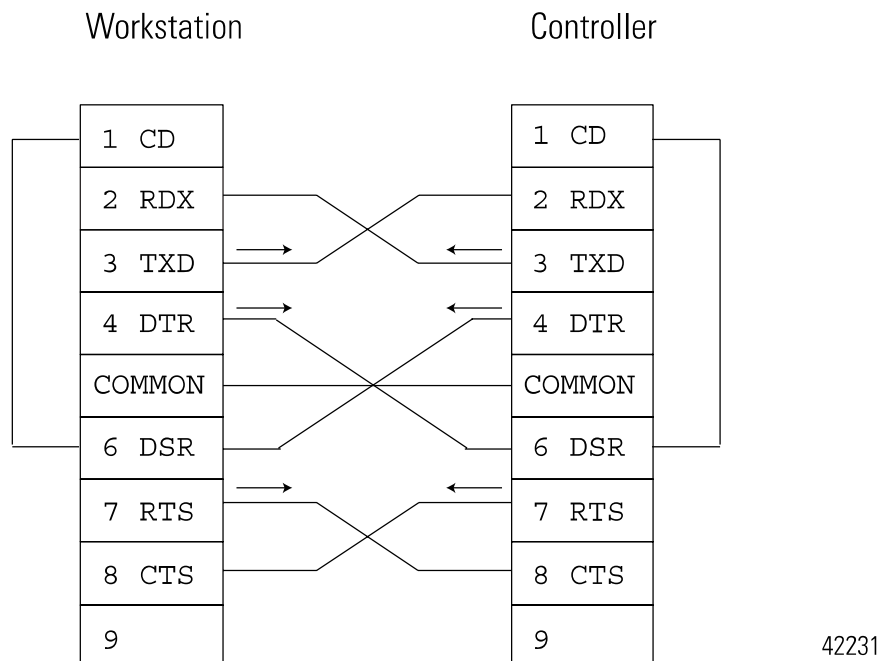 Workstation Controller
1 CD 1 CD
2 RDX 2 RDX
3 TXD 3 TXD
4 DTR 4 DTR
COMMON COMMON
6 DSR 6 DSR
7 RTS 7 RTS
8 CTS 8 CTS
9 9
42231